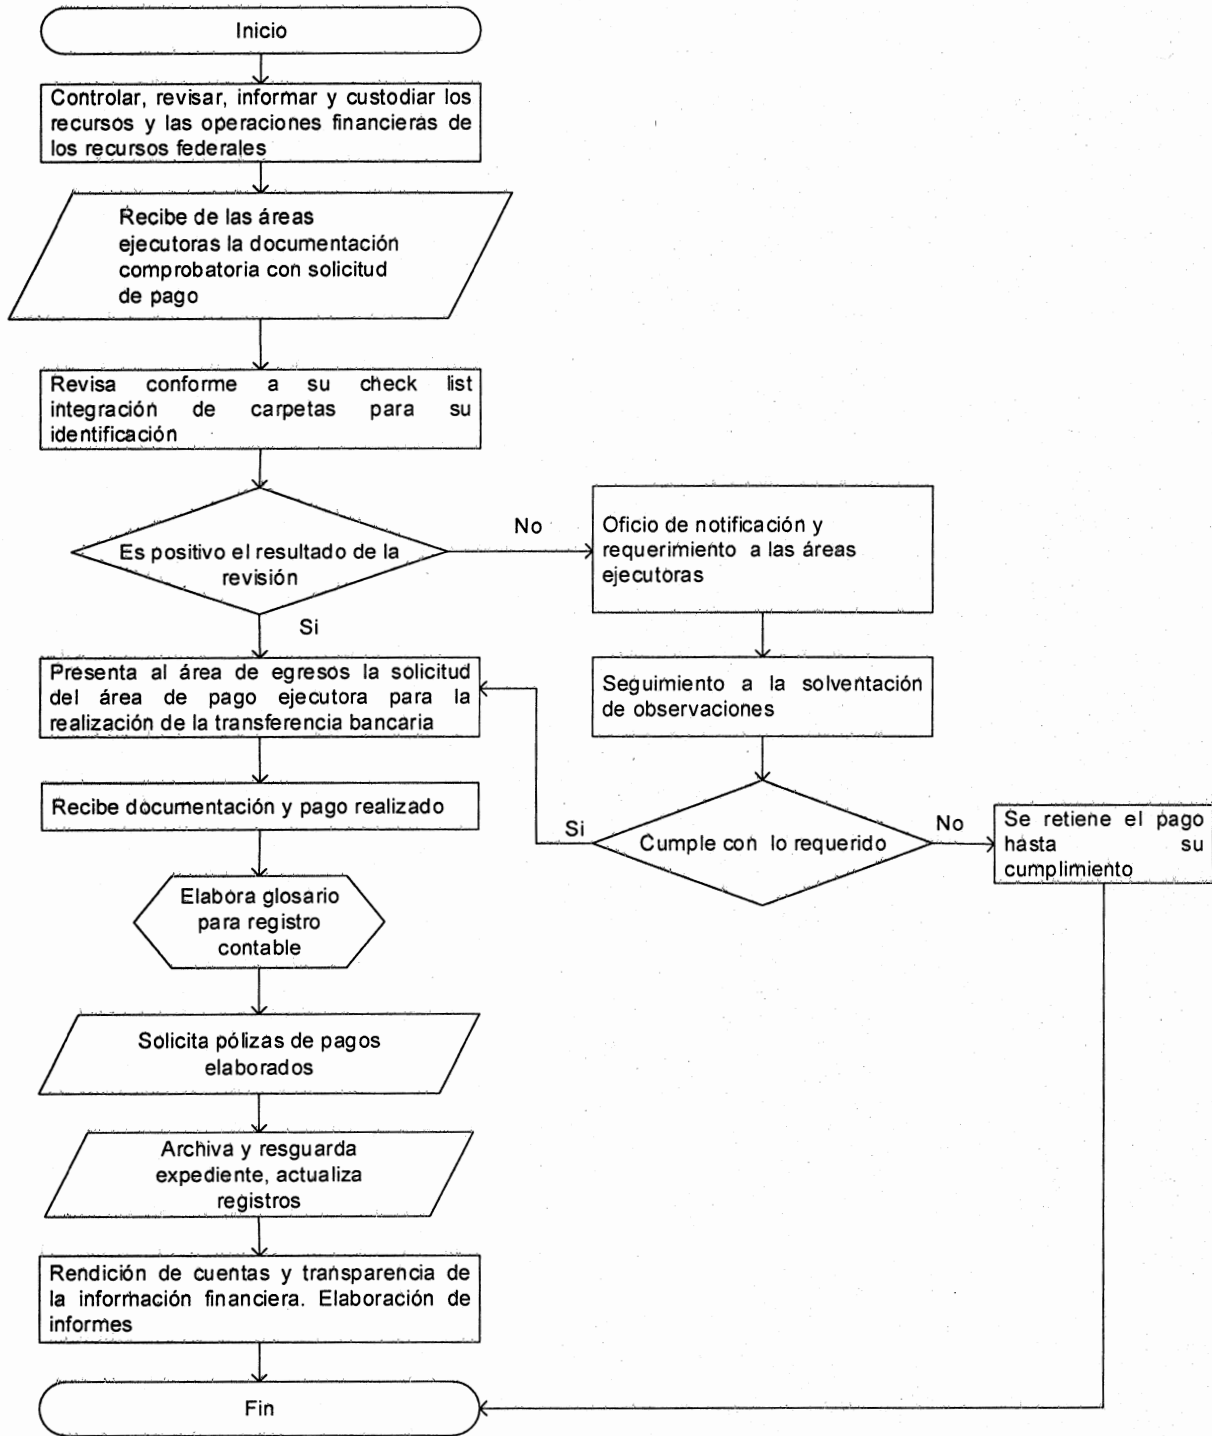 Inicio
Controlar, revisar, informar y custodiar los
recursos y las operaciones financieras de
los recursos federales
Recibe de las áreas
ejecutoras la documentación
comprobatoria con solicitud
de pago
Revisa conforme a su check list
integración de carpetas para su
identificación
Es positivo el resultado de la
revisión
No
Oficio de notificación y
requerimiento a las áreas
ejecutoras
Si
Presenta al área de egresos la solicitud
del área de pago ejecutora para la
realización de la transferencia bancaria
Seguimiento a la solventación
de observaciones
Recibe documentación y pago realizado
Si
Cumple con lo requerido
No
Se retiene el pago
hasta su
cumplimiento
Elabora glosario
para registro
contable
Solicita pólizas de pagos
elaborados
Archiva y resguarda
expediente, actualiza
registros
Rendición de cuentas y transparencia de
la información financiera. Elaboración de
informes
Fin